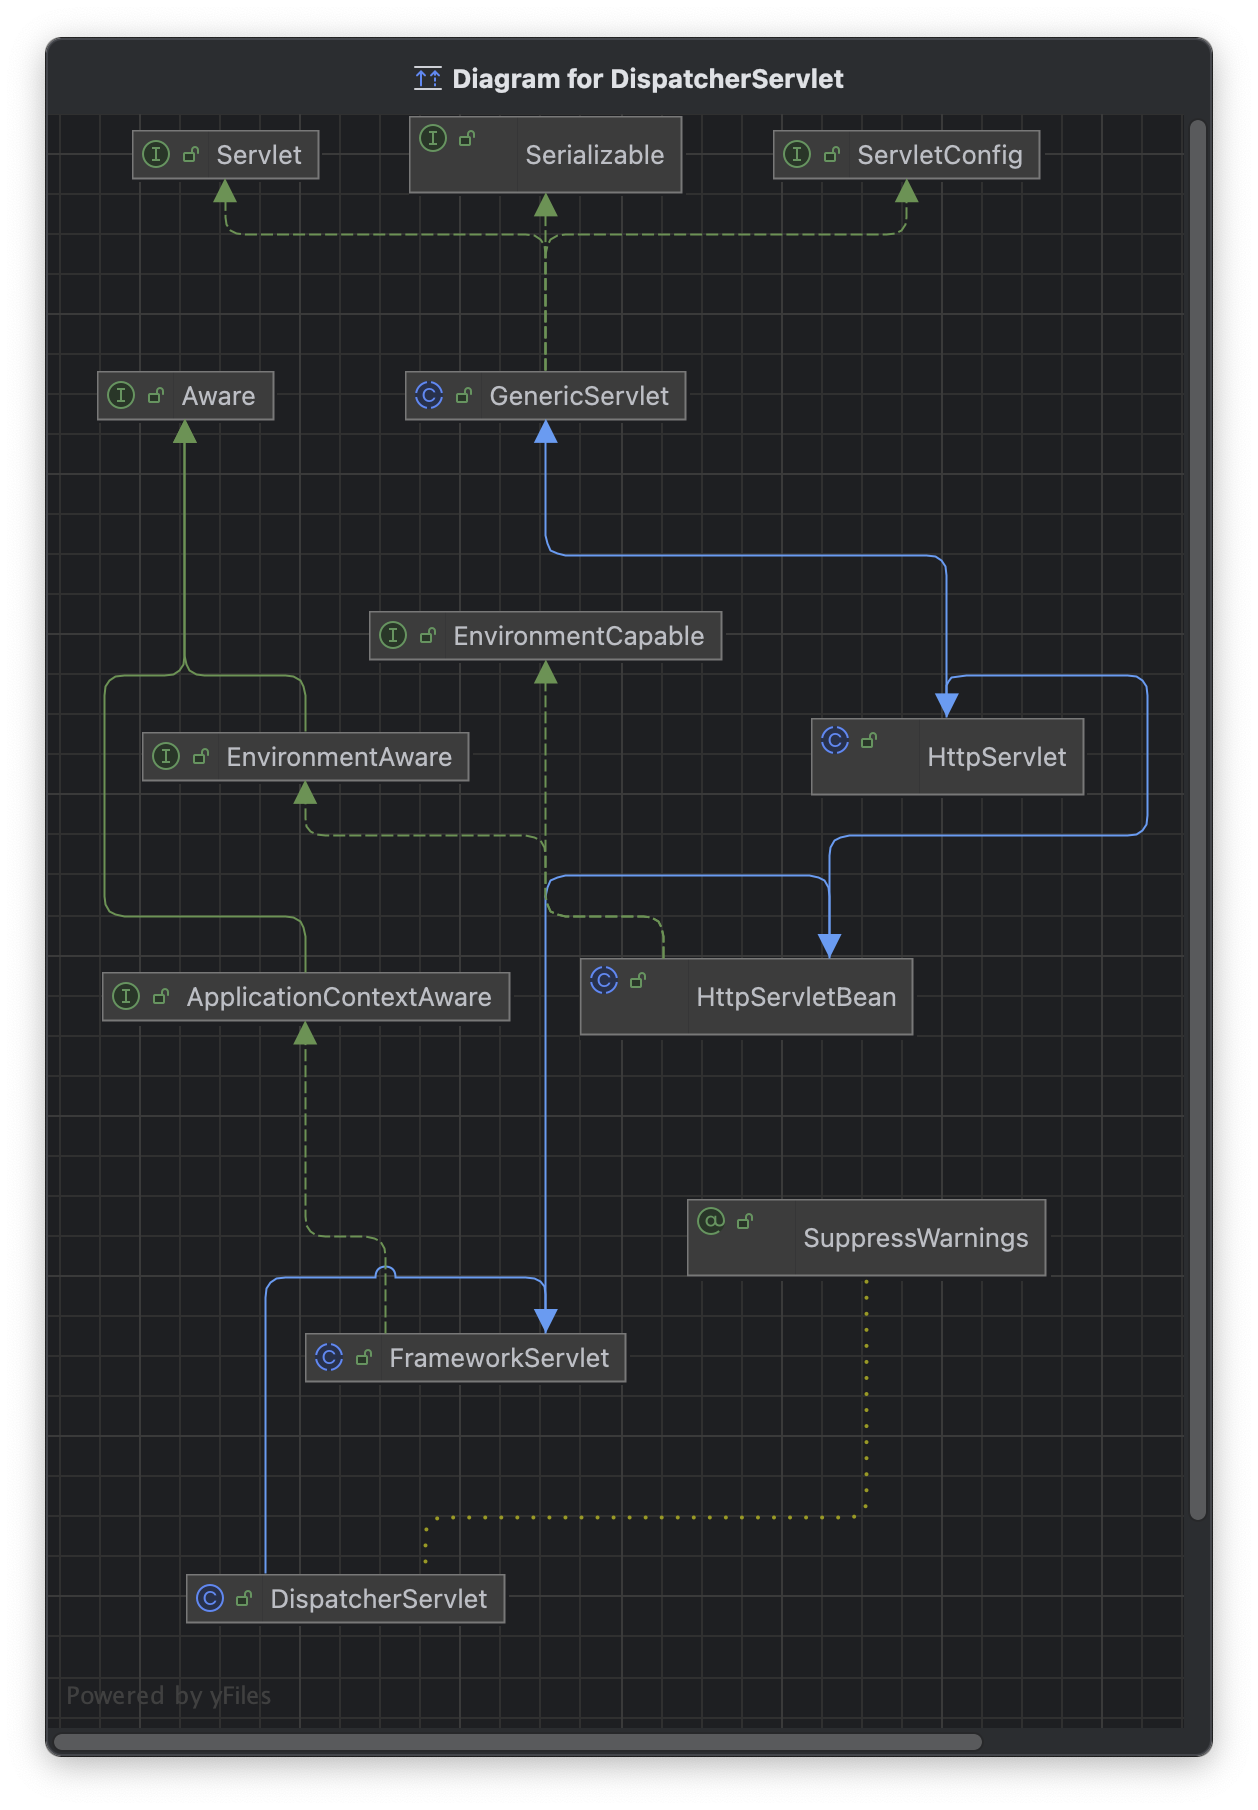 Diagram for DispatcherServlet
Servlet
Serializable
ServletConfig
Aware
GenericServlet
EnvironmentCapable
EnvironmentAware
HttpServlet
ApplicationContextAware
HttpServletBean
SuppressWarnings
FrameworkServlet
DispatcherServlet
Powered by yFiles